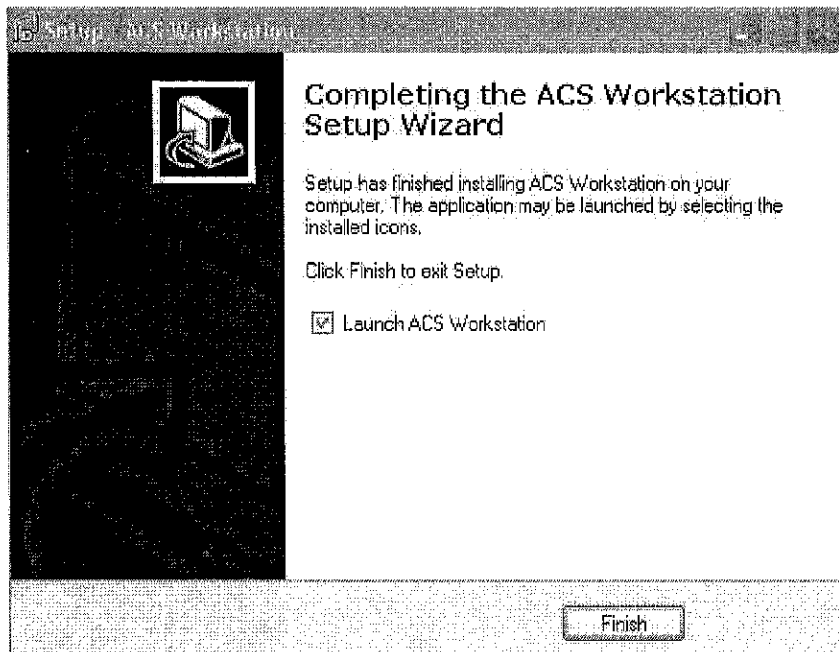 Setup - ACS Workstation
Completing the ACS Workstation
Setup Wizard
Setup has finished installing ACS Workstation on your
computer. The application may be launched by selecting the
installed icons.
Click Finish to exit Setup.
Launch ACS Workstation
Finish